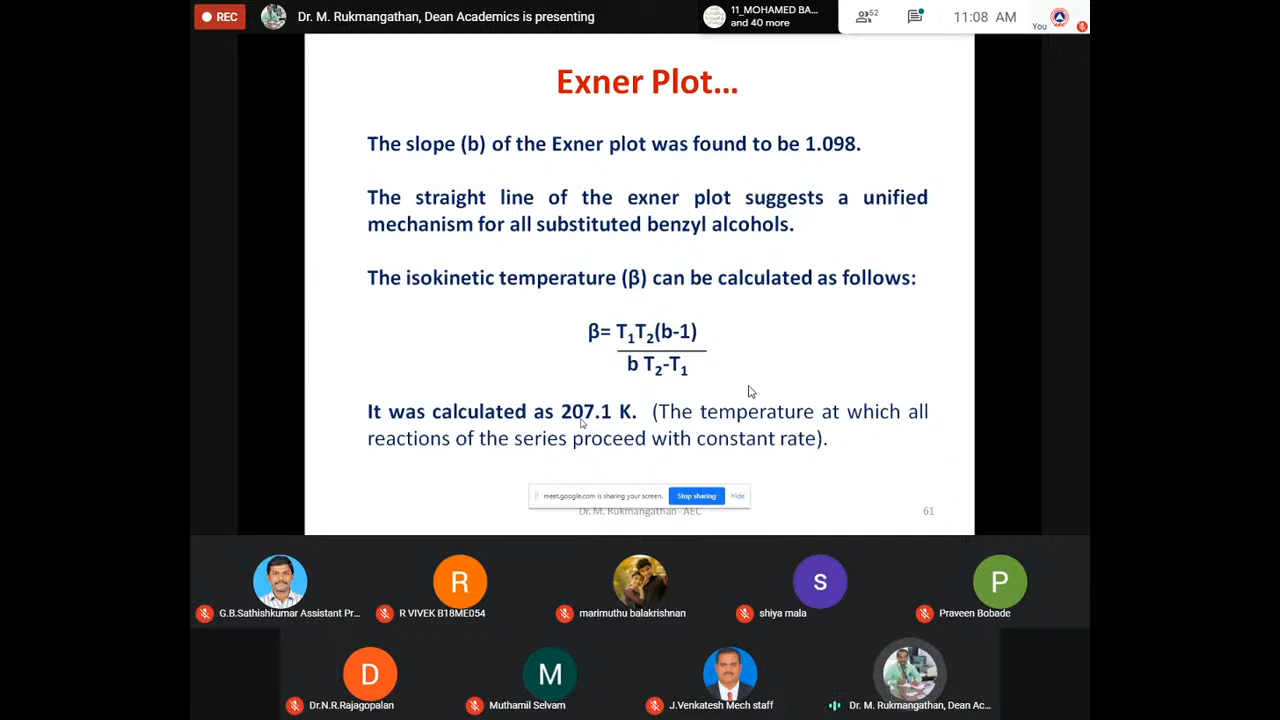 REC
Dr. M. Rukmangathan, Dean Academics is presenting
11_MOHAMED BA...
and 40 more
52
11:08 AM
You
Exner Plot...
The slope (b) of the Exner plot was found to be 1.098.
The straight line of the exner plot suggests a unified
mechanism for all substituted benzyl alcohols.
The isokinetic temperature (β) can be calculated as follows:
β= T₁T₂(b-1)
b T₂-T₁
It was calculated as 207.1 K. (The temperature at which all
reactions of the series proceed with constant rate).
meet.google.com is sharing your screen. Stop sharing Hide
Dr. M. Rukmangathan - AEC 61
R S P
G.B.Sathishkumar Assistant Pr... R VIVEK B18ME054 marimuthu balakrishnan shiya mala Praveen Bobade
D M
Dr.N.R.Rajagopalan Muthamil Selvam J.Venkatesh Mech staff Dr. M. Rukmangathan, Dean Ac...